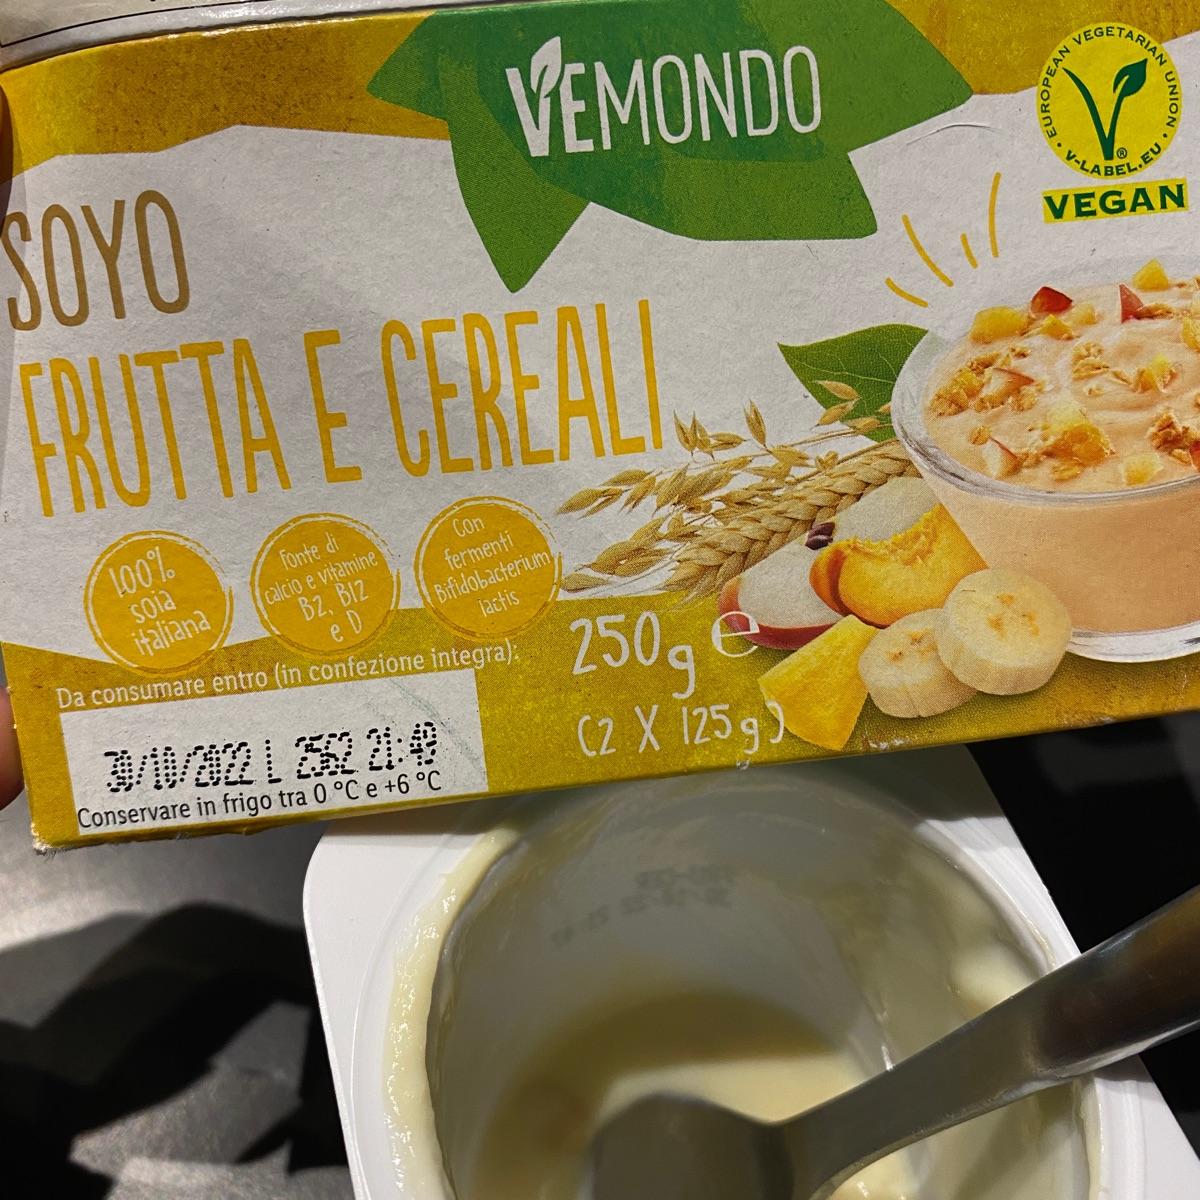 VEMONDO
EUROPEAN VEGETARIAN UNION
V-LABEL.EU
®
VEGAN
SOYO
FRUTTA E CEREALI
100%
soia
italiana
Fonte di
calcio e vitamine
B2, B12
e D
Con
fermenti
Bifidobacterium
lactis
Da consumare entro (in confezione integra):
30/10/2022 L 2562 21:49
Conservare in frigo tra 0 °C e +6 °C
250g e
(2 X 125g)